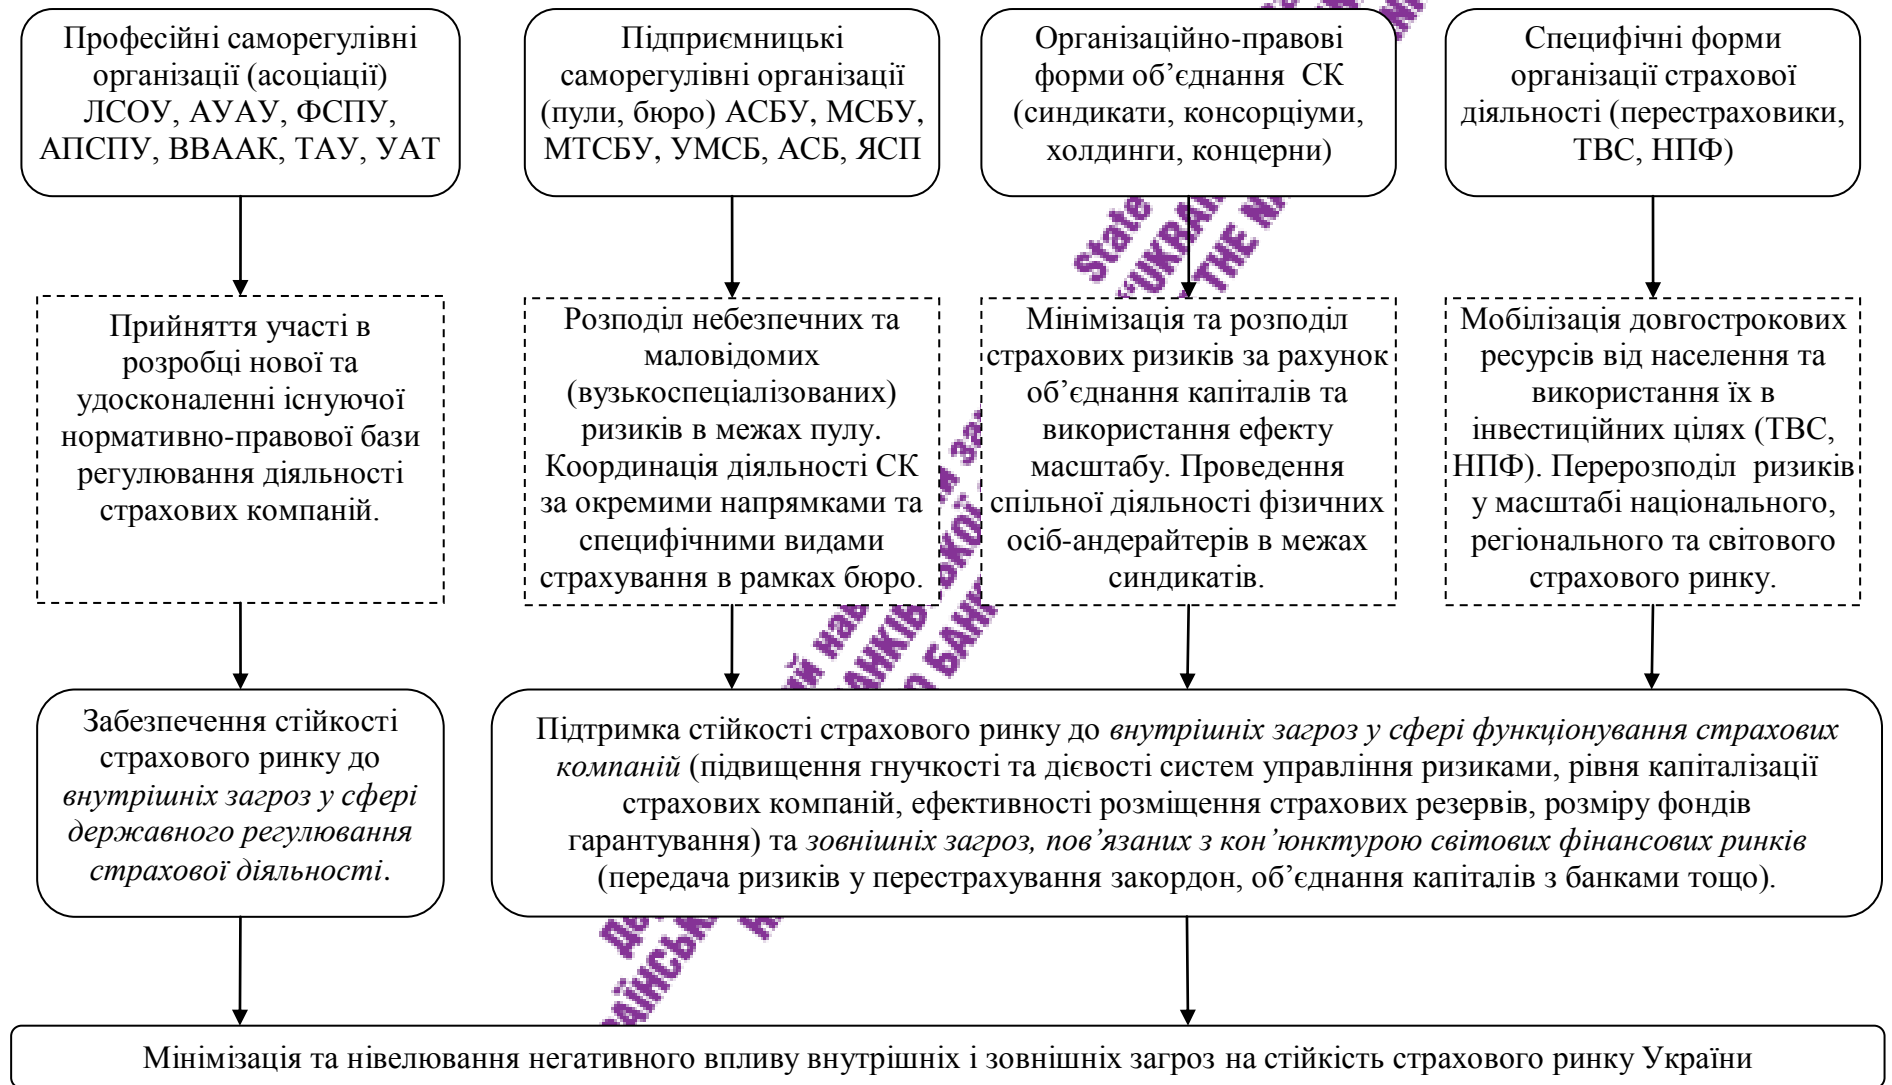 Професійні саморегулівні
організації (асоціації)
ЛСОУ, АУАУ, ФСПУ,
АПСПУ, ВВААК, ТАУ, УАТ
Підприємницькі
саморегулівні організації
(пули, бюро) АСБУ, МСБУ,
МТСБУ, УМСБ, АСБ, ЯСП
Організаційно-правові
форми об’єднання СК
(синдикати, консорціуми,
холдинги, концерни)
Специфічні форми
організації страхової
діяльності (перестраховики,
ТВС, НПФ)
State
“UKRAI
THE NA
Прийняття участі в
розробці нової та
удосконаленні існуючої
нормативно-правової бази
регулювання діяльності
страхових компаній.
Розподіл небезпечних та
маловідомих
(вузькоспеціалізованих)
ризиків в межах пулу.
Координація діяльності СК
за окремими напрямками та
специфічними видами
страхування в рамках бюро.
Мінімізація та розподіл
страхових ризиків за рахунок
об’єднання капіталів та
використання ефекту
масштабу. Проведення
спільної діяльності фізичних
осіб-андерайтерів в межах
синдикатів.
Мобілізація довгострокових
ресурсів від населення та
використання їх в
інвестиційних цілях (ТВС,
НПФ). Перерозподіл ризиків
у масштабі національного,
регіонального та світового
страхового ринку.
Забезпечення стійкості
страхового ринку до
внутрішніх загроз у сфері
державного регулювання
страхової діяльності.
Підтримка стійкості страхового ринку до внутрішніх загроз у сфері функціонування страхових
компаній (підвищення гнучкості та дієвості систем управління ризиками, рівня капіталізації
страхових компаній, ефективності розміщення страхових резервів, розміру фондів
гарантування) та зовнішніх загроз, пов’язаних з кон’юнктурою світових фінансових ринків
(передача ризиків у перестрахування закордон, об’єднання капіталів з банками тощо).
Мінімізація та нівелювання негативного впливу внутрішніх і зовнішніх загроз на стійкість страхового ринку України